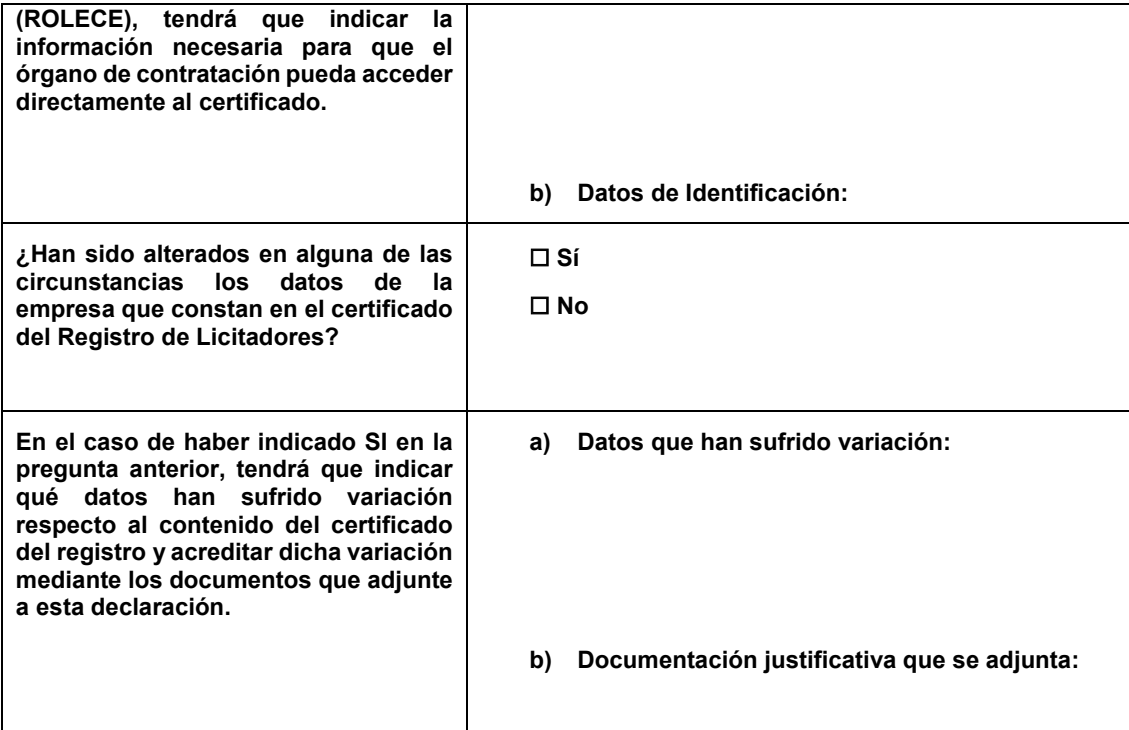 (ROLECE), tendrá que indicar la
información necesaria para que el
órgano de contratación pueda acceder
directamente al certificado.
b) Datos de Identificación:
¿Han sido alterados en alguna de las
circunstancias los datos de la
empresa que constan en el certificado
del Registro de Licitadores?
☐ Sí
☐ No
En el caso de haber indicado SI en la
pregunta anterior, tendrá que indicar
qué datos han sufrido variación
respecto al contenido del certificado
del registro y acreditar dicha variación
mediante los documentos que adjunte
a esta declaración.
a) Datos que han sufrido variación:
b) Documentación justificativa que se adjunta: